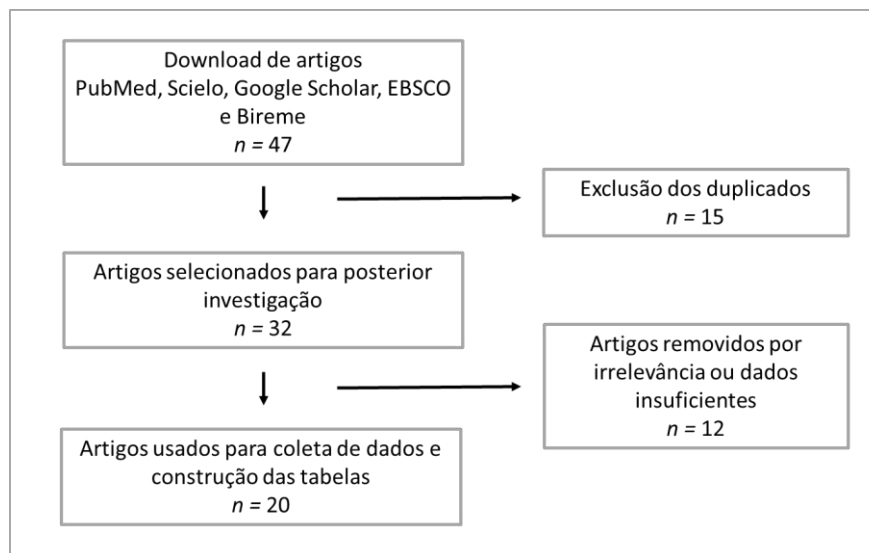 Download de artigos
PubMed, Scielo, Google Scholar, EBSCO
e Bireme
n = 47
Exclusão dos duplicados
n = 15
Artigos selecionados para posterior
investigação
n = 32
Artigos removidos por
irrelevância ou dados
insuficientes
n = 12
Artigos usados para coleta de dados e
construção das tabelas
n = 20